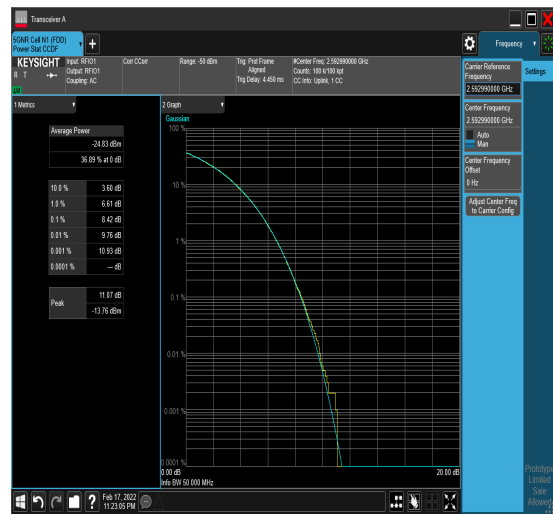 Transceiver A
5GNR Cell N1 (FDD)
Power Stat CCDF
Frequency
KEYSIGHT
R T
LXI
Input: RFIO1
Output: RFIO1
Coupling: AC
Corr CCorr
Range: -50 dBm
Trig: Prot Frame
Aligned
Trig Delay: 4.450 ms
#Center Freq: 2.592990000 GHz
Counts: 100 k/100 kpt
CC Info: Uplink, 1 CC
Carrier Reference
Frequency
2.592990000 GHz
Settings
Center Frequency
2.592990000 GHz
Auto
Man
Center Frequency
Offset
0 Hz
Adjust Center Freq
to Carrier Config
1 Metrics
Average Power
-24.83 dBm
36.89 % at 0 dB
10.0 % 3.60 dB
1.0 % 6.61 dB
0.1 % 8.42 dB
0.01 % 9.76 dB
0.001 % 10.93 dB
0.0001 % --- dB
Peak
11.07 dB
-13.76 dBm
2 Graph
Gaussian
100 %
10 %
1 %
0.1 %
0.01 %
0.001 %
0.0001 %
0.00 dB
20.00 dB
Info BW 50.000 MHz
Feb 17, 2022
11:23:05 PM
Prototype
Limited
Sale
Allowed